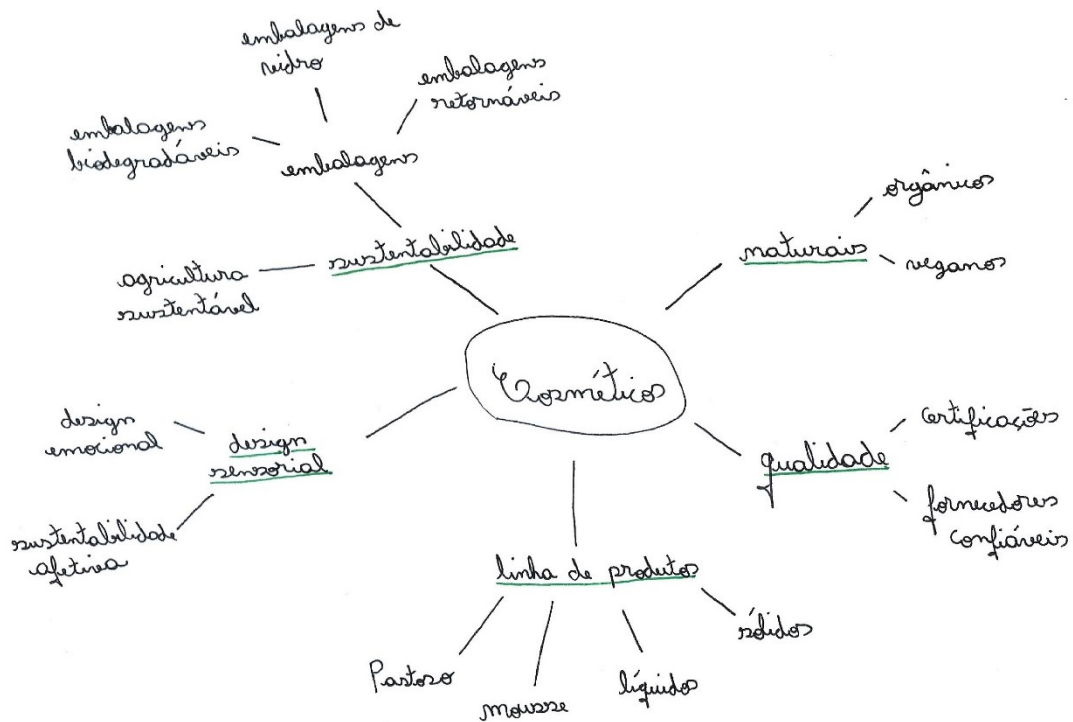 embalagens de
vidro
embalagens
retornáveis
embalagens
biodegradáveis
embalagens
sustentabilidade
agricultura
sustentável
orgânicos
naturais
veganos
Cosméticos
design
emocional
design
sensorial
sustentabilidade
afetiva
certificações
qualidade
fornecedores
confiáveis
linha de produtos
Pastoso
mousse
líquidos
sólidos